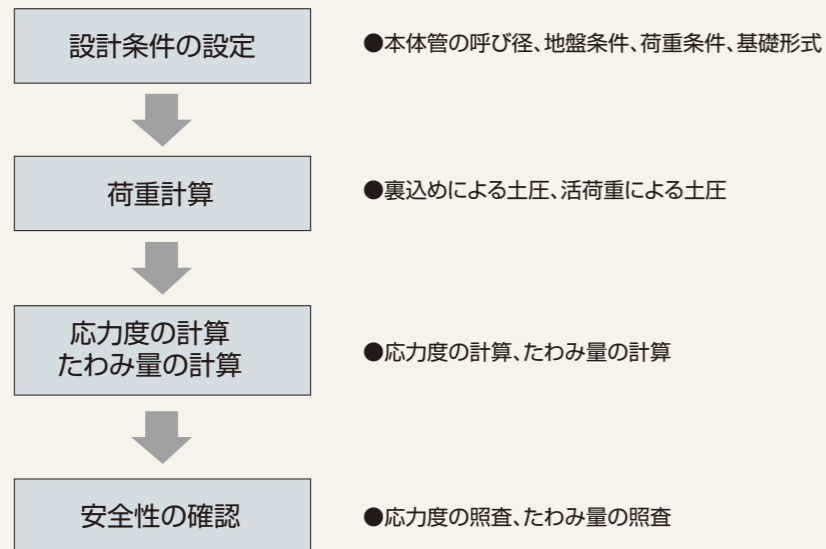 設計条件の設定
●本体管の呼び径、地盤条件、荷重条件、基礎形式
荷重計算
●裏込めによる土圧、活荷重による土圧
応力度の計算
たわみ量の計算
●応力度の計算、たわみ量の計算
安全性の確認
●応力度の照査、たわみ量の照査